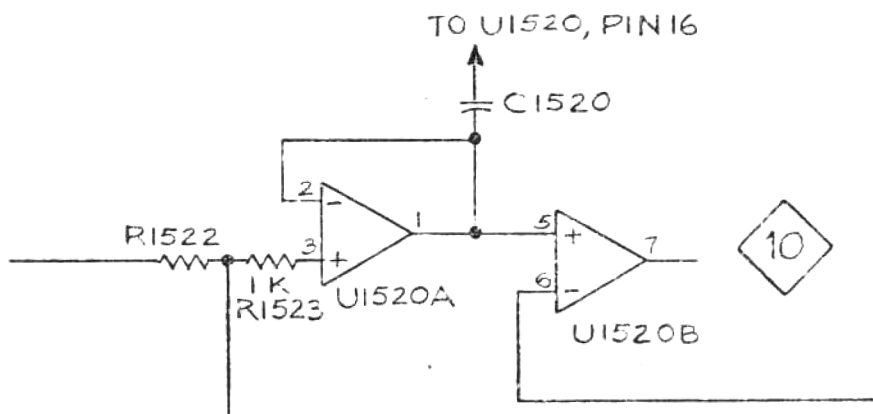 TO U1520, PIN 16
C1520
2
-
1
5
+
7
10
R1522
3
+
1K
R1523
U1520A
6
-
U1520B